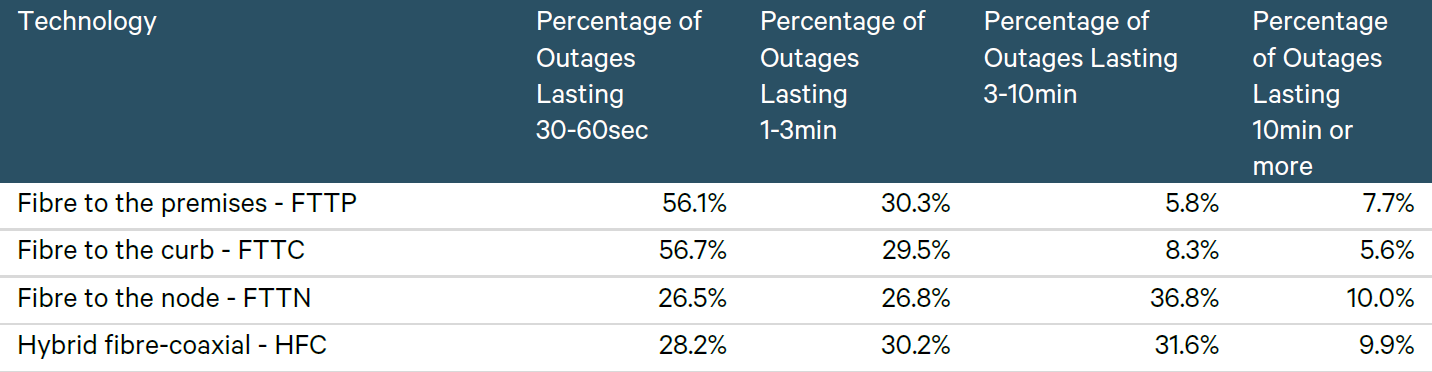 Technology Percentage of Percentage of Percentage of Percentage
Outages Outages Outages Lasting of Outages
Lasting Lasting 3-10min Lasting
30-60sec 1-3min 10min or
more
Fibre to the premises - FTTP 56.1% 30.3% 5.8% 7.7%
Fibre to the curb - FTTC 56.7% 29.5% 8.3% 5.6%
Fibre to the node - FTTN 26.5% 26.8% 36.8% 10.0%
Hybrid fibre-coaxial - HFC 28.2% 30.2% 31.6% 9.9%